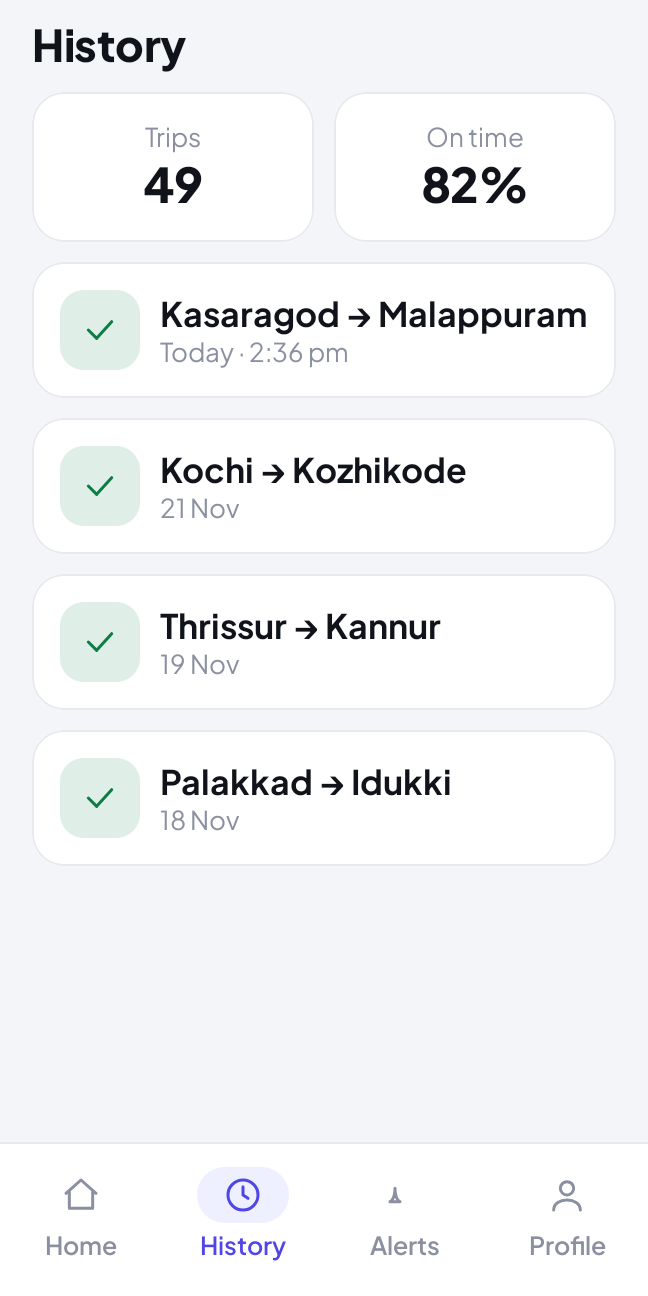 History
Trips
On time
49
82%
Kasaragod → Malappuram
Today · 2:36 pm
Kochi → Kozhikode
21 Nov
Thrissur → Kannur
19 Nov
Palakkad → Idukki
18 Nov
Home
History
Alerts
Profile